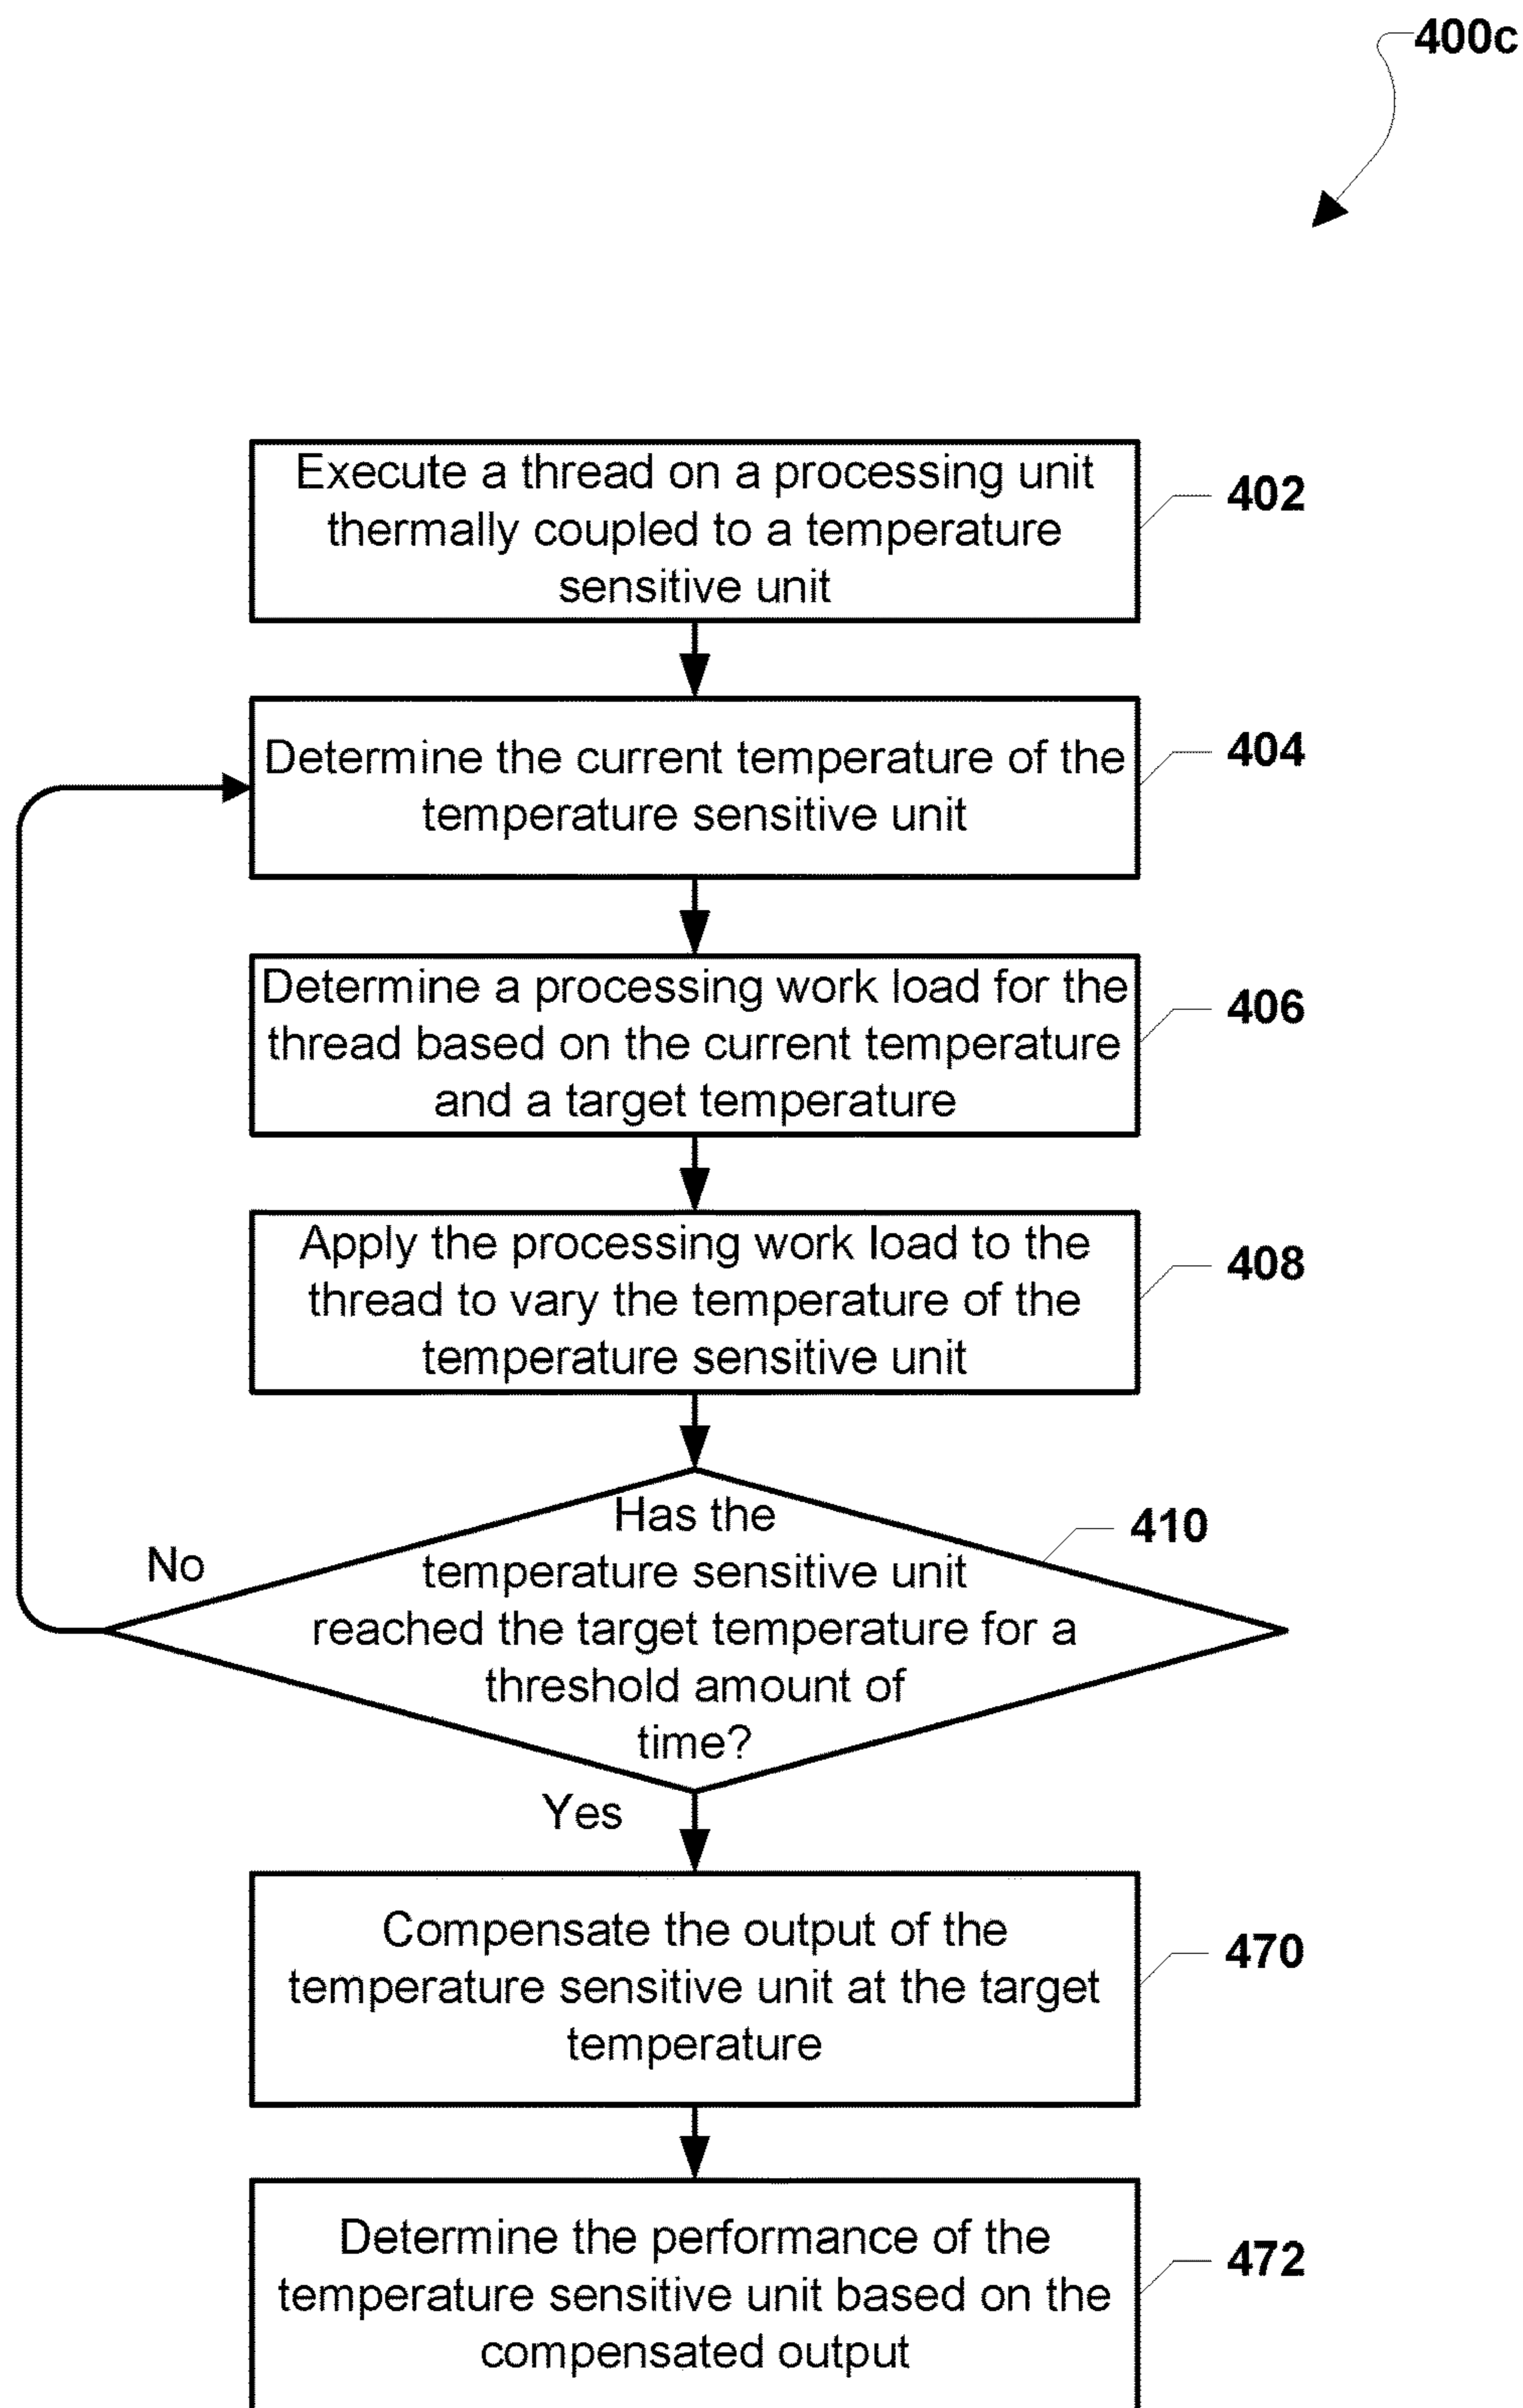 400c
Execute a thread on a processing unit
thermally coupled to a temperature
sensitive unit
402
Determine the current temperature of the
temperature sensitive unit
404
Determine a processing work load for the
thread based on the current temperature
and a target temperature
406
Apply the processing work load to the
thread to vary the temperature of the
temperature sensitive unit
408
Has the
temperature sensitive unit
reached the target temperature for a
threshold amount of
time?
410
No
Yes
Compensate the output of the
temperature sensitive unit at the target
temperature
470
Determine the performance of the
temperature sensitive unit based on the
compensated output
472